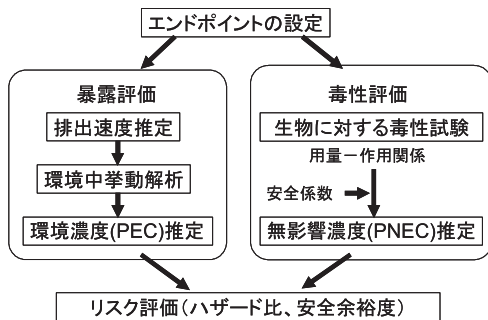 エンドポイントの設定
暴露評価
排出速度推定
環境中挙動解析
環境濃度(PEC)推定
毒性評価
生物に対する毒性試験
用量－作用関係
安全係数
無影響濃度(PNEC)推定
リスク評価(ハザード比、安全余裕度)